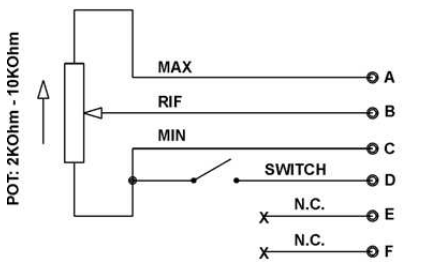 POT: 2KOhm - 10KOhm
MAX A
RIF B
MIN C
SWITCH D
N.C. E
X
N.C. F
X